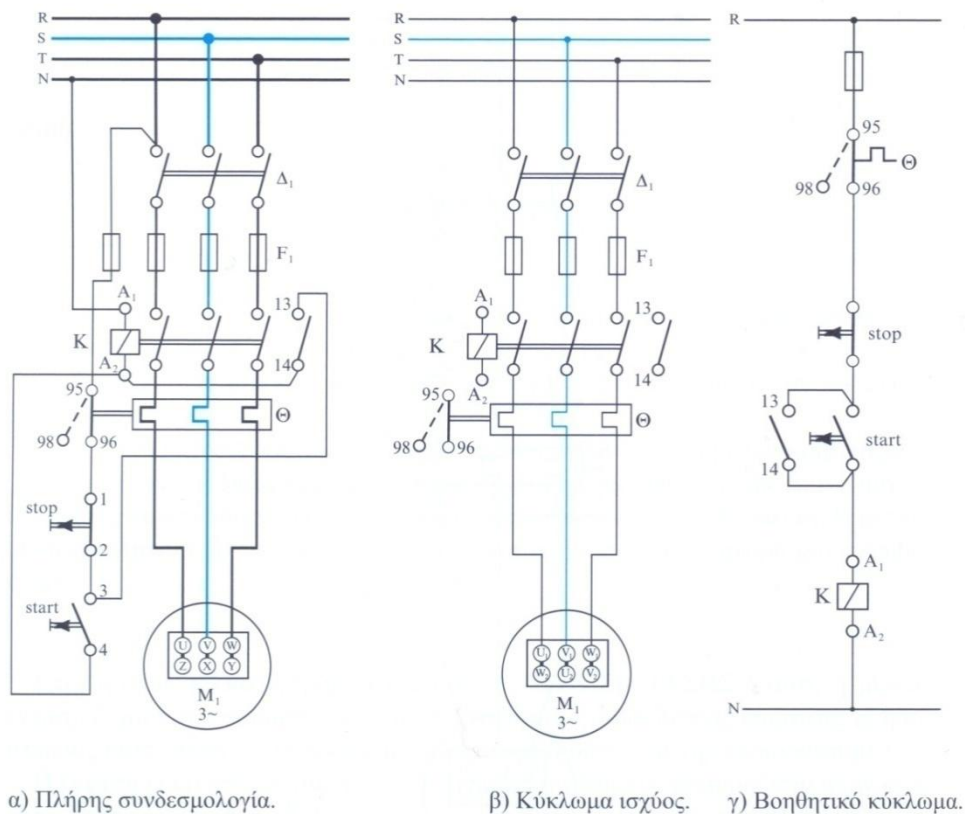 R
S
T
N
Δ₁
F₁
A₁
K
A₂
13
14
95
98
96
Θ
stop
1
2
start
3
4
U V W
Z X Y
M₁
3~
α) Πλήρης συνδεσμολογία.
R
S
T
N
Δ₁
F₁
A₁
K
A₂
13
14
95
98
96
Θ
U₁ V₁ W₁
W₂ U₂ V₂
M₁
3~
β) Κύκλωμα ισχύος.
R
95
Θ
98
96
stop
13
start
14
A₁
K
A₂
N
γ) Βοηθητικό κύκλωμα.